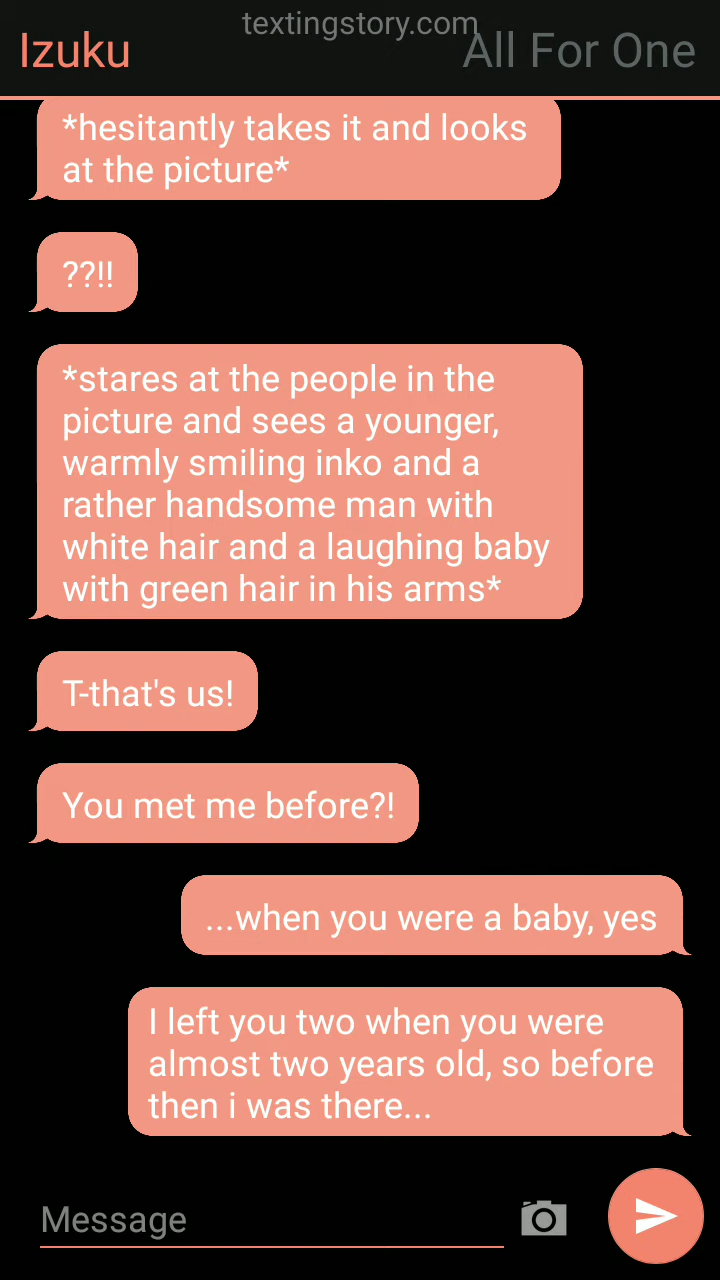 textingstory.com
Izuku
All For One
*hesitantly takes it and looks
at the picture*
??!!
*stares at the people in the
picture and sees a younger,
warmly smiling inko and a
rather handsome man with
white hair and a laughing baby
with green hair in his arms*
T-that's us!
You met me before?!
...when you were a baby, yes
I left you two when you were
almost two years old, so before
then i was there...
Message